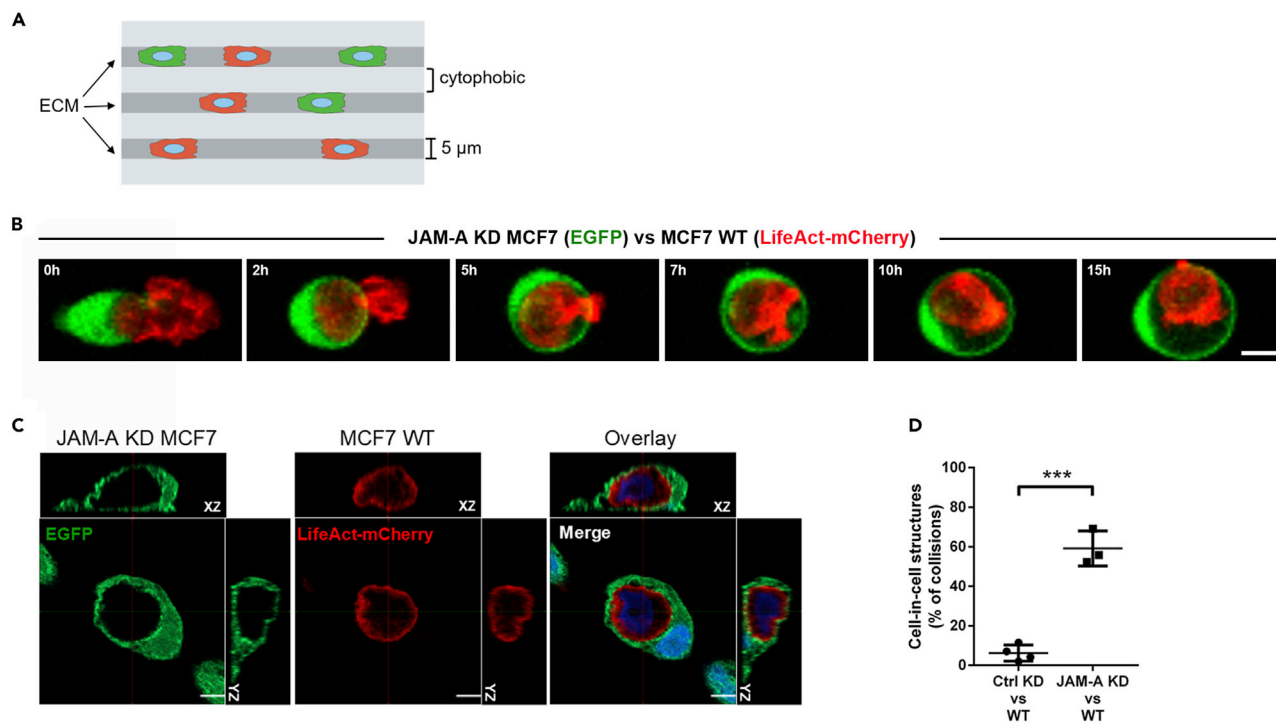 A
ECM
cytophobic
5 µm
B
JAM-A KD MCF7 (EGFP) vs MCF7 WT (LifeAct-mCherry)
0h
2h
5h
7h
10h
15h
C
JAM-A KD MCF7
MCF7 WT
Overlay
XZ
XZ
XZ
EGFP
LifeAct-mCherry
Merge
YZ
YZ
YZ
D
Cell-in-cell structures
(% of collisions)
100
80
60
40
20
0
***
Ctrl KD
vs
WT
JAM-A KD
vs
WT